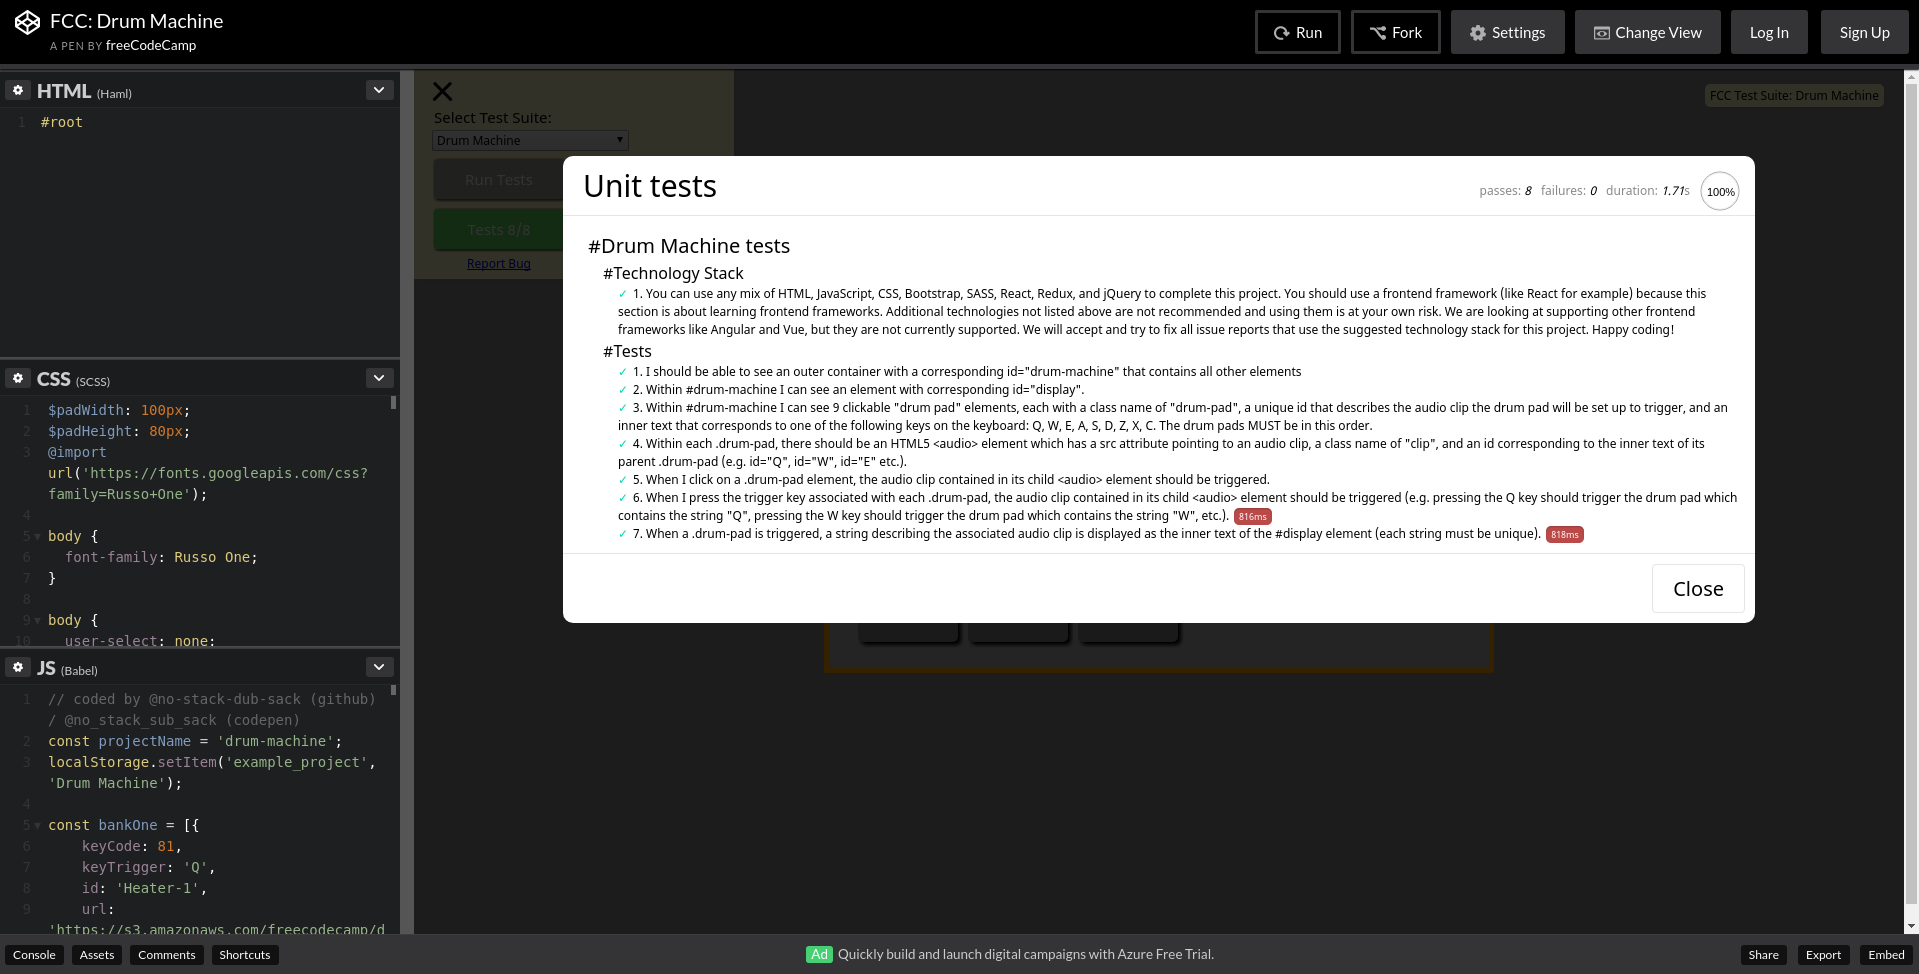 FCC: Drum Machine
A PEN BY freeCodeCamp
Run
Fork
Settings
Change View
Log In
Sign Up
HTML (Haml)
1 #root
CSS (SCSS)
1 $padWidth: 100px;
2 $padHeight: 80px;
3 @import
url('https://fonts.googleapis.com/css?
family=Russo+One');
4
5 body {
6 font-family: Russo One;
7 }
8
9 body {
10 user-select: none;
JS (Babel)
1 // coded by @no-stack-dub-sack (github)
/ @no_stack_sub_sack (codepen)
2 const projectName = 'drum-machine';
3 localStorage.setItem('example_project',
'Drum Machine');
4
5 const bankOne = [{
6 keyCode: 81,
7 keyTrigger: 'Q',
8 id: 'Heater-1',
9 url:
'https://s3.amazonaws.com/freecodecamp/d
Select Test Suite:
Drum Machine
Run Tests
Tests 8/8
Report Bug
FCC Test Suite: Drum Machine
Unit tests
passes: 8 failures: 0 duration: 1.71s 100%
#Drum Machine tests
#Technology Stack
✓ 1. You can use any mix of HTML, JavaScript, CSS, Bootstrap, SASS, React, Redux, and jQuery to complete this project. You should use a frontend framework (like React for example) because this
section is about learning frontend frameworks. Additional technologies not listed above are not recommended and using them is at your own risk. We are looking at supporting other frontend
frameworks like Angular and Vue, but they are not currently supported. We will accept and try to fix all issue reports that use the suggested technology stack for this project. Happy coding!
#Tests
✓ 1. I should be able to see an outer container with a corresponding id="drum-machine" that contains all other elements
✓ 2. Within #drum-machine I can see an element with corresponding id="display".
✓ 3. Within #drum-machine I can see 9 clickable "drum pad" elements, each with a class name of "drum-pad", a unique id that describes the audio clip the drum pad will be set up to trigger, and an
inner text that corresponds to one of the following keys on the keyboard: Q, W, E, A, S, D, Z, X, C. The drum pads MUST be in this order.
✓ 4. Within each .drum-pad, there should be an HTML5 <audio> element which has a src attribute pointing to an audio clip, a class name of "clip", and an id corresponding to the inner text of its
parent .drum-pad (e.g. id="Q", id="W", id="E" etc.).
✓ 5. When I click on a .drum-pad element, the audio clip contained in its child <audio> element should be triggered.
✓ 6. When I press the trigger key associated with each .drum-pad, the audio clip contained in its child <audio> element should be triggered (e.g. pressing the Q key should trigger the drum pad which
contains the string "Q", pressing the W key should trigger the drum pad which contains the string "W", etc.). 816ms
✓ 7. When a .drum-pad is triggered, a string describing the associated audio clip is displayed as the inner text of the #display element (each string must be unique). 818ms
Close
Console
Assets
Comments
Shortcuts
Ad Quickly build and launch digital campaigns with Azure Free Trial.
Share
Export
Embed